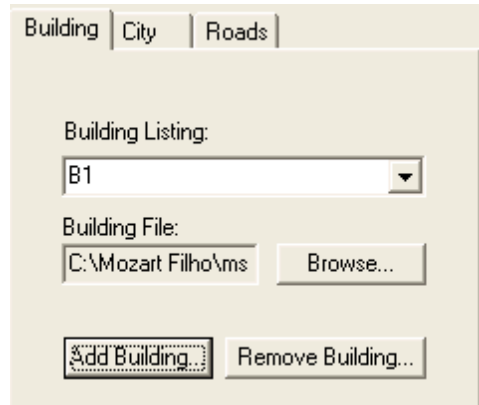 Building City Roads
Building Listing:
B1
Building File:
C:\Mozart Filho\ms Browse...
Add Building... Remove Building...